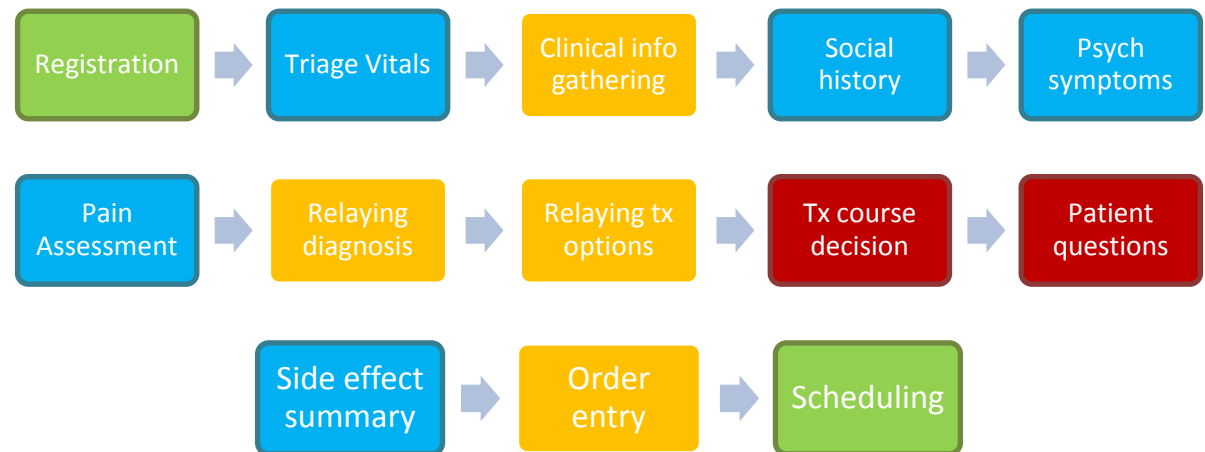 Registration
Triage Vitals
Clinical info
gathering
Social
history
Psych
symptoms
Pain
Assessment
Relaying
diagnosis
Relaying tx
options
Tx course
decision
Patient
questions
Side effect
summary
Order
entry
Scheduling